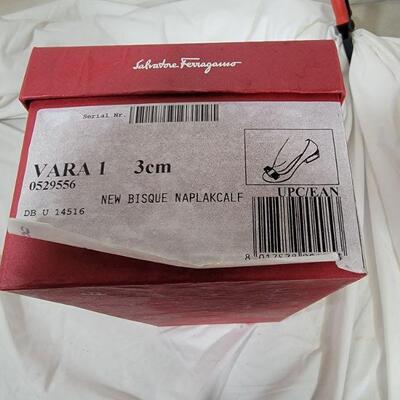 Salvatore Ferragamo
Serial Nr.
VARA 1 3cm
0529556
NEW BISQUE NAPLAKCALF
UPC/EAN
DB U 14516